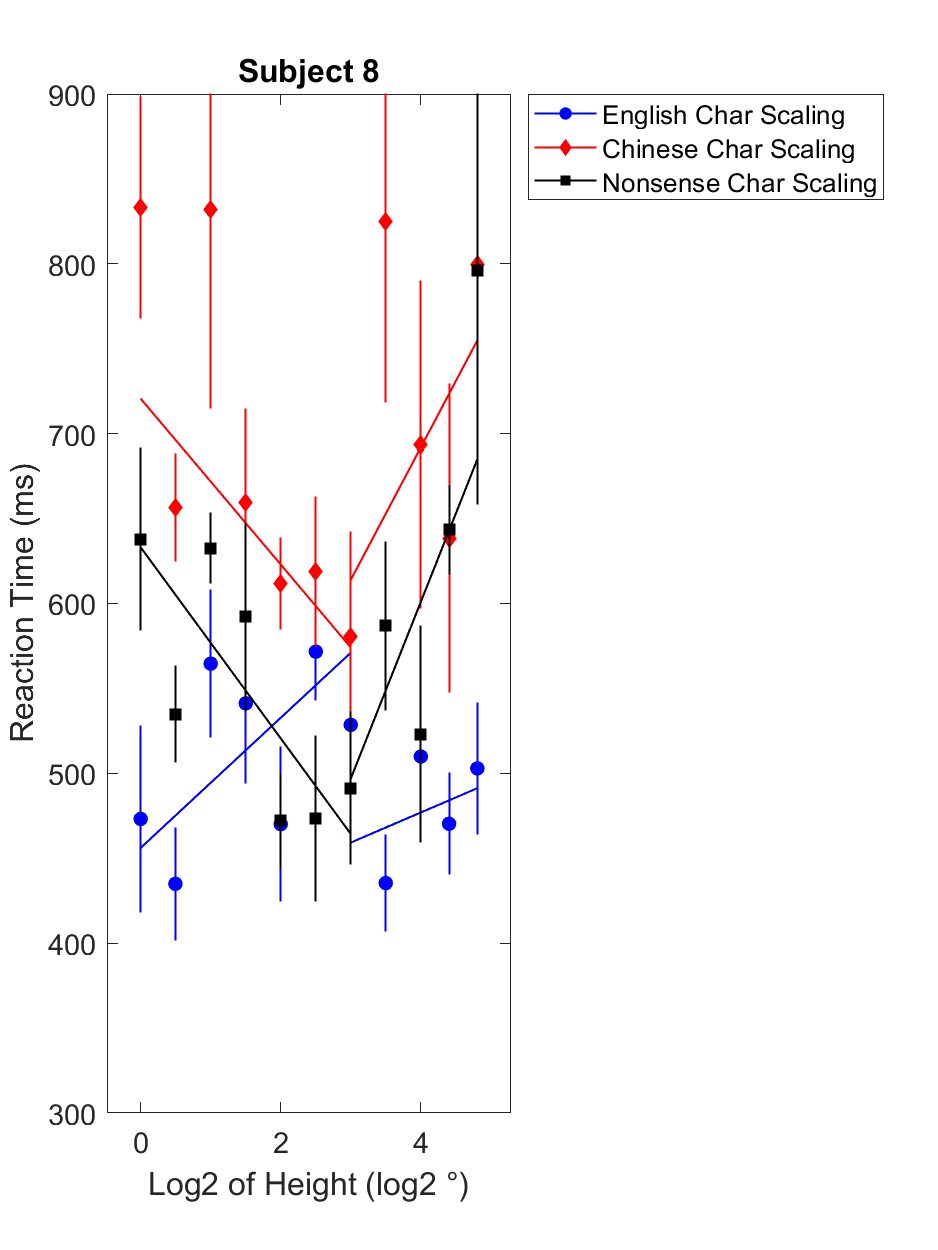 Subject 8
900
800
700
600
500
400
300
Reaction Time (ms)
0 2 4
Log2 of Height (log2 °)
English Char Scaling
Chinese Char Scaling
Nonsense Char Scaling